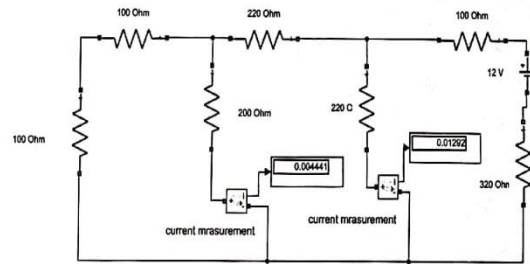 100 Ohm
220 Ohm
100 Ohm
12 V
200 Ohm
220 O
100 Ohm
0.004441
0.01292
320 Ohn
current mrasurement
current mrasurement